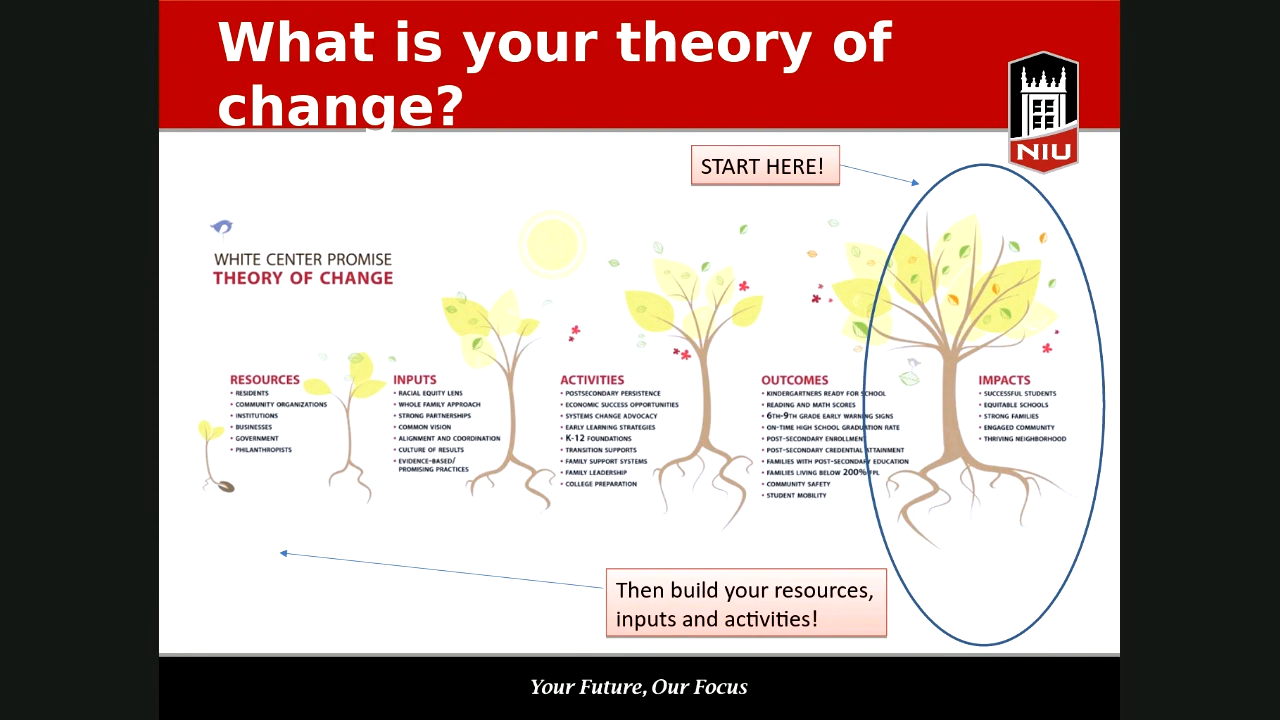 What is your theory of
change?
NIU
START HERE!
WHITE CENTER PROMISE
THEORY OF CHANGE
RESOURCES
• RESIDENTS
• COMMUNITY ORGANIZATIONS
• INSTITUTIONS
• BUSINESSES
• GOVERNMENT
• PHILANTHROPISTS
INPUTS
• RACIAL EQUITY LENS
• WHOLE FAMILY APPROACH
• STRONG PARTNERSHIPS
• COMMON VISION
• ALIGNMENT AND COORDINATION
• CULTURE OF RESULTS
• EVIDENCE-BASED/
PROMISING PRACTICES
ACTIVITIES
• POSTSECONDARY PERSISTENCE
• ECONOMIC SUCCESS OPPORTUNITIES
• SYSTEMS CHANGE ADVOCACY
• EARLY LEARNING STRATEGIES
• K-12 FOUNDATIONS
• TRANSITION SUPPORTS
• FAMILY SUPPORT SYSTEMS
• FAMILY LEADERSHIP
• COLLEGE PREPARATION
OUTCOMES
• KINDERGARTNERS READY FOR SCHOOL
• READING AND MATH SCORES
• 6TH-9TH GRADE EARLY WARNING SIGNS
• ON-TIME HIGH SCHOOL GRADUATION RATE
• POST-SECONDARY ENROLLMENT
• POST-SECONDARY CREDENTIAL ATTAINMENT
• FAMILIES WITH POST-SECONDARY EDUCATION
• FAMILIES LIVING BELOW 200% FPL
• COMMUNITY SAFETY
• STUDENT MOBILITY
IMPACTS
• SUCCESSFUL STUDENTS
• EQUITABLE SCHOOLS
• STRONG FAMILIES
• ENGAGED COMMUNITY
• THRIVING NEIGHBORHOOD
Then build your resources,
inputs and activities!
Your Future, Our Focus